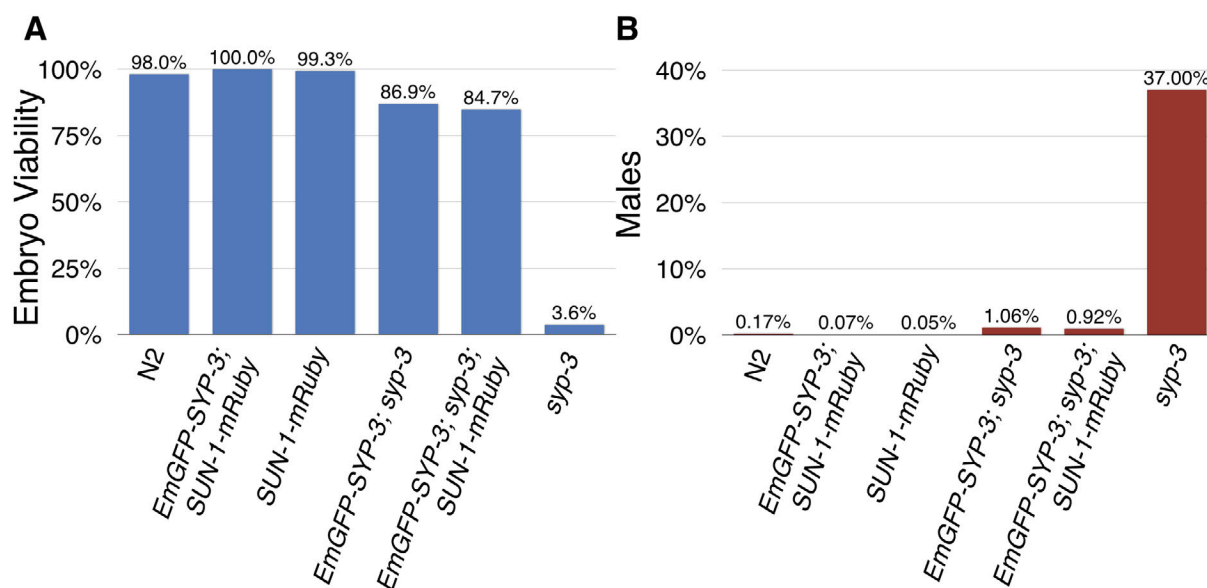 A
Embryo Viability
100%
75%
50%
25%
0%
98.0%
100.0%
99.3%
86.9%
84.7%
3.6%
N2
EmGFP-SYP-3;
SUN-1-mRuby
SUN-1-mRuby
EmGFP-SYP-3; syp-3
EmGFP-SYP-3; syp-3;
SUN-1-mRuby
syp-3
B
Males
40%
30%
20%
10%
0%
0.17%
0.07%
0.05%
1.06%
0.92%
37.00%
N2
EmGFP-SYP-3;
SUN-1-mRuby
SUN-1-mRuby
EmGFP-SYP-3; syp-3
EmGFP-SYP-3; syp-3;
SUN-1-mRuby
syp-3